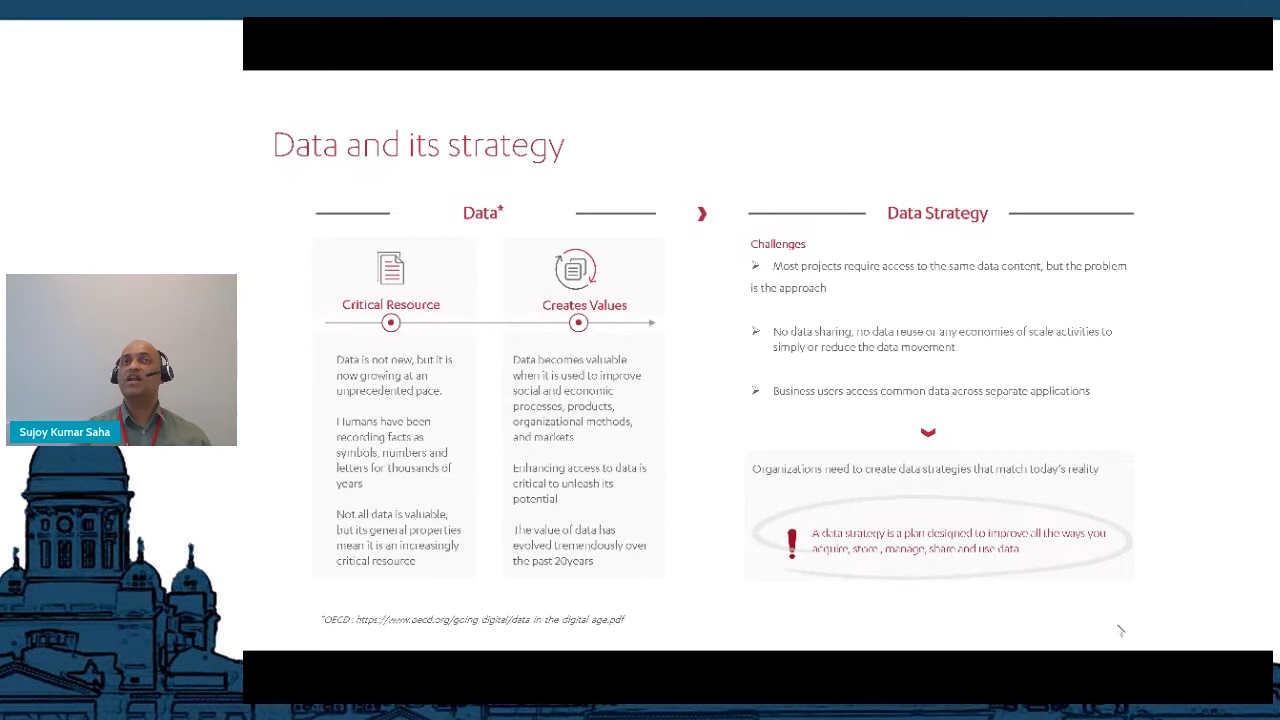 Data and its strategy
Data*
Critical Resource
Data is not new, but it is
now growing at an
unprecedented pace.
Humans have been
recording facts as
symbols, numbers and
letters for thousands of
years
Not all data is valuable,
but its general properties
mean it is an increasingly
critical resource
Creates Values
Data becomes valuable
when it is used to improve
social and economic
processes, products,
organizational methods,
and markets
Enhancing access to data is
critical to unleash its
potential
The value of data has
evolved tremendously over
the past 20years
Data Strategy
Challenges
Most projects require access to the same data content, but the problem
is the approach
No data sharing, no data reuse or any economies of scale activities to
simply or reduce the data movement
Business users access common data across separate applications
Organizations need to create data strategies that match today's reality
A data strategy is a plan designed to improve all the ways you
acquire, store , manage, share and use data
*OECD : https://www.oecd.org/going digital/data in the digital age.pdf
Sujoy Kumar Saha